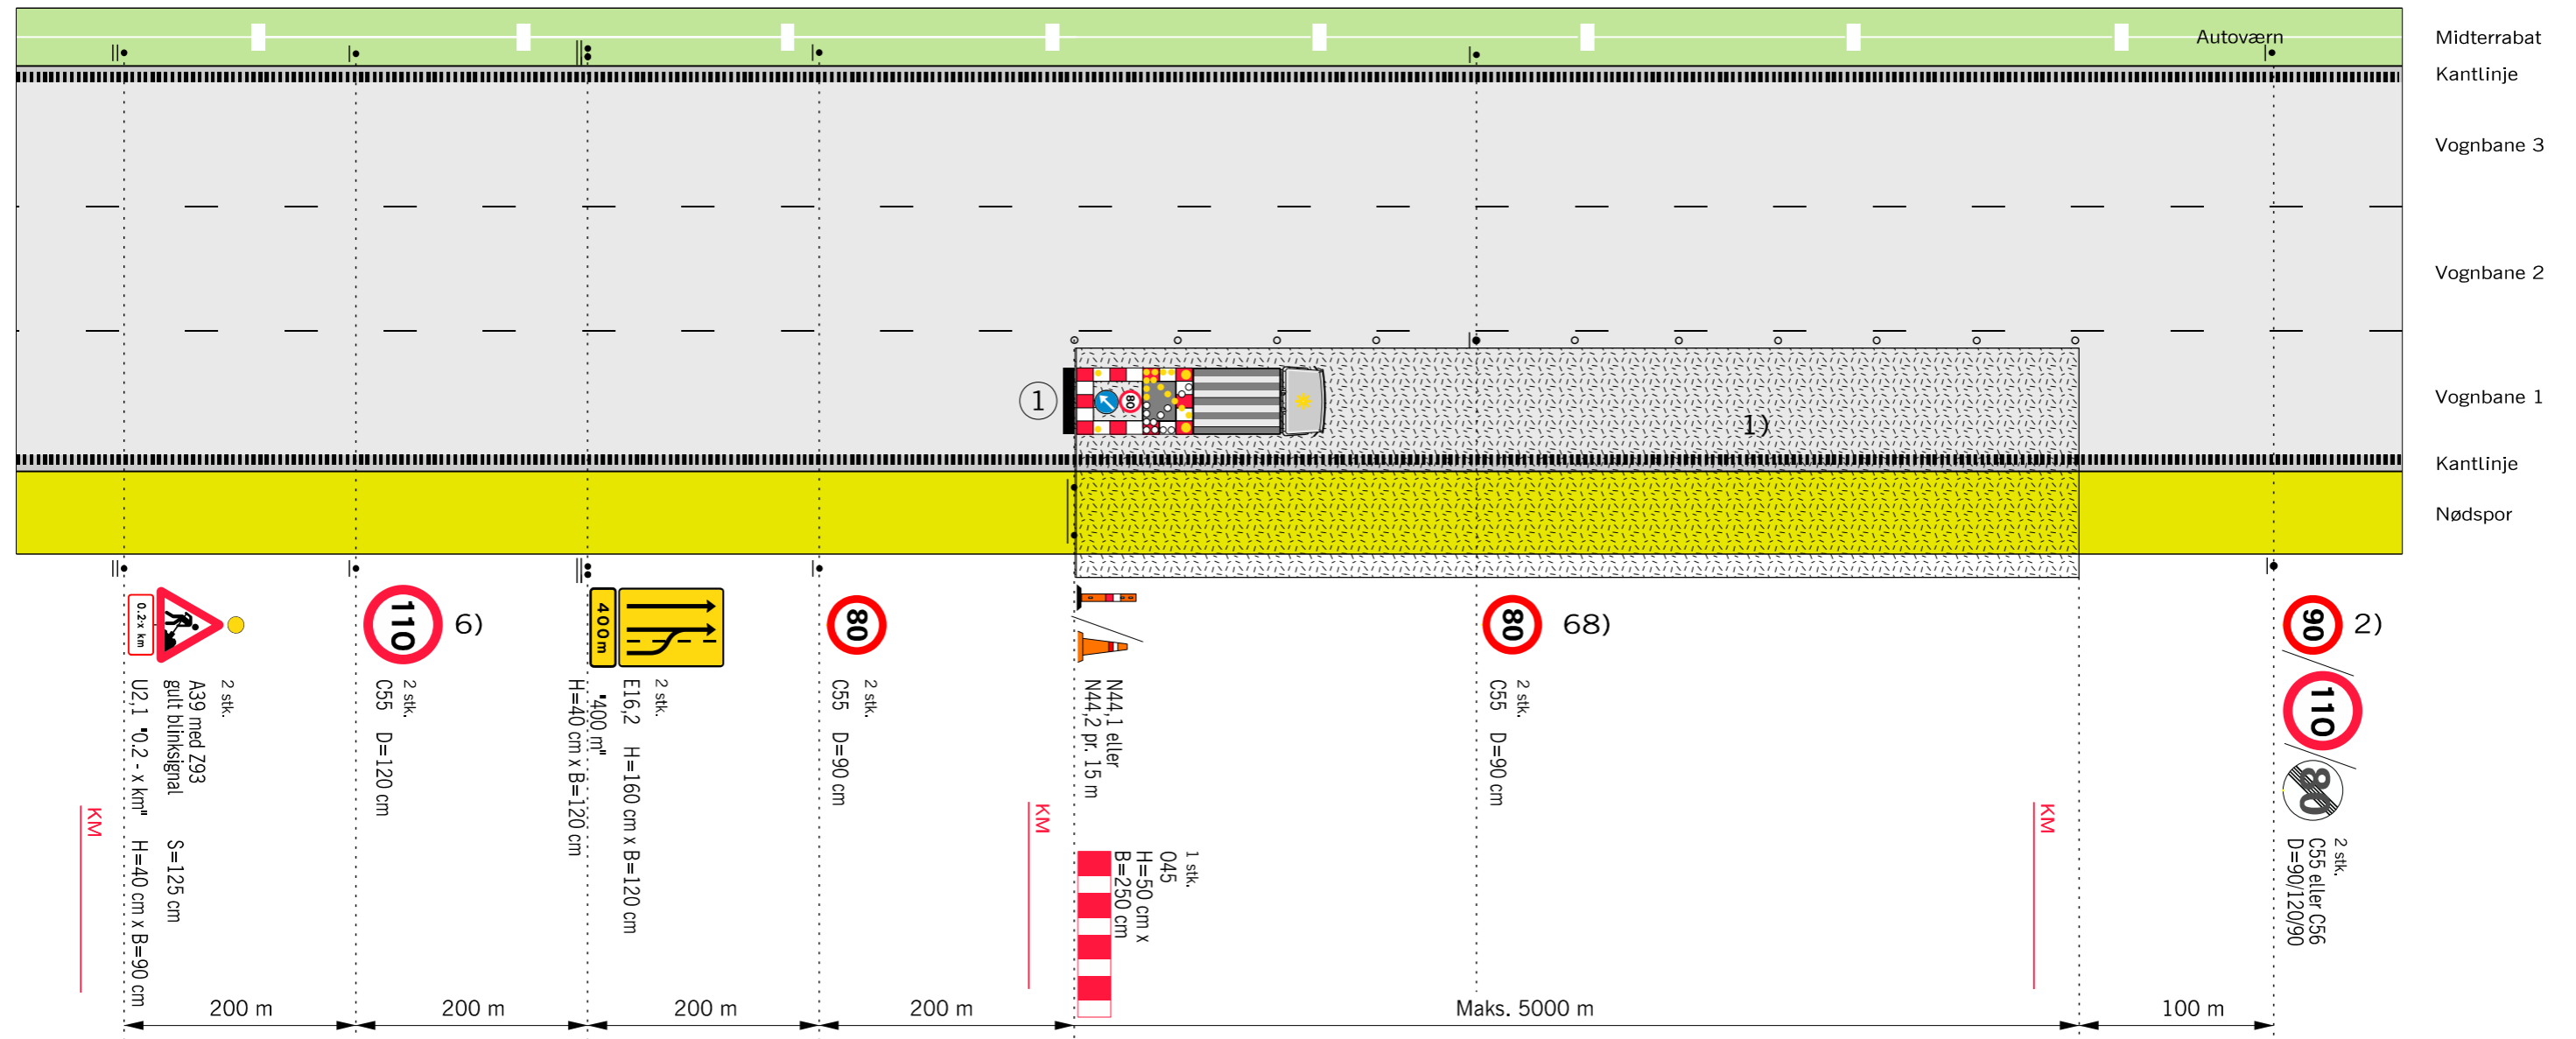 Autoværn
Midterrabat
Kantlinje
Vognbane 3
Vognbane 2
Vognbane 1
Kantlinje
Nødspor
1
80
1)
0.2-x km
110
6)
400m
80
80
68)
90
2)
110
80
2 stk.
A39 med Z93
gult blinksignal S=125 cm
U2,1 "0.2 - x km" H=40 cm x B=90 cm
2 stk.
C55 D=120 cm
2 stk.
E16,2 H=160 cm x B=120 cm
"400 m"
H=40 cm x B=120 cm
2 stk.
C55 D=90 cm
N44,1 eller
N44,2 pr. 15 m
1 stk.
O45
H=50 cm x
B=250 cm
2 stk.
C55 D=90 cm
2 stk.
C55 eller C56
D=90/120/90
KM
KM
KM
200 m
200 m
200 m
200 m
Maks. 5000 m
100 m